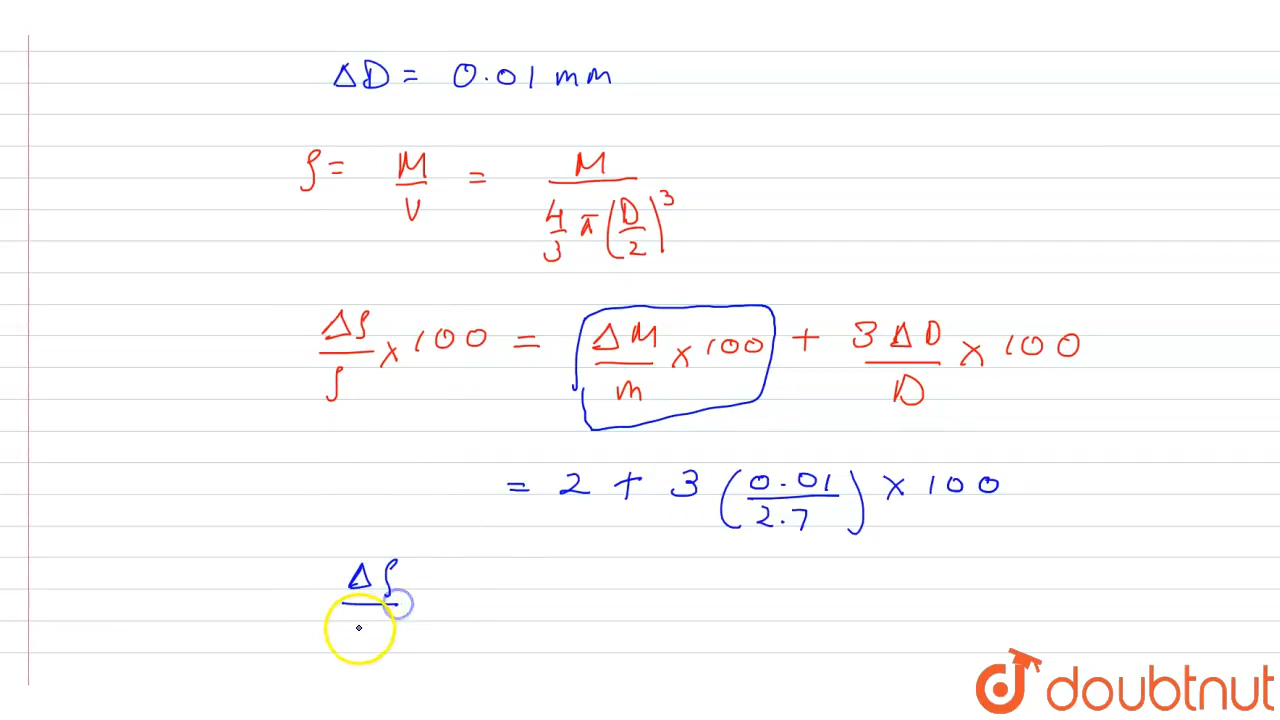 ΔD = 0.01 mm
ρ = M/V = M/(4/3 π (D/2)^3)
Δρ/ρ × 100 = ΔM/m × 100 + 3ΔD/D × 100
= 2 + 3 (0.01/2.7) × 100
Δρ
doubtnut